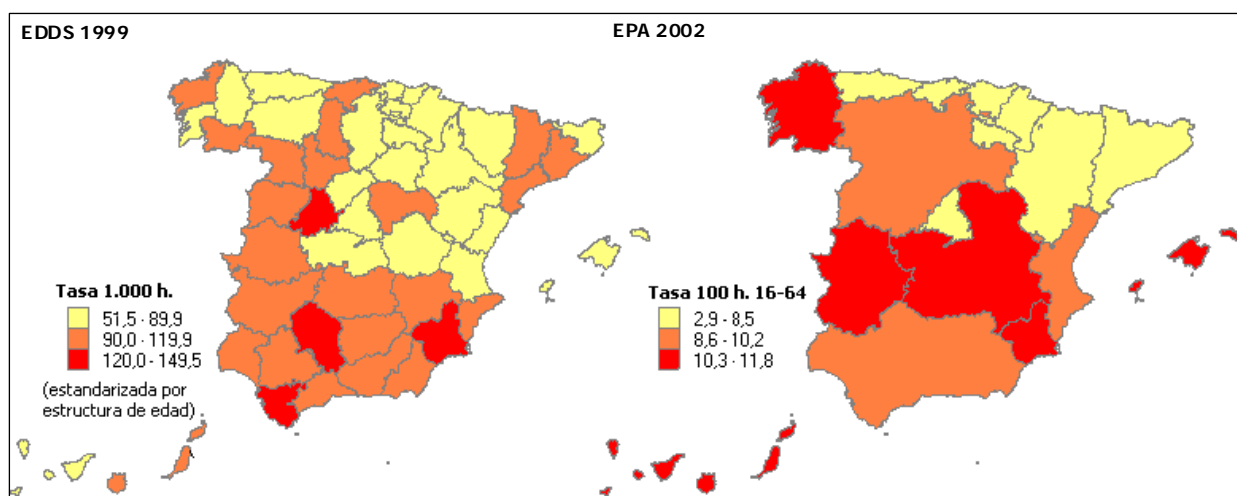 EDDS 1999
EPA 2002
Tasa 1.000 h.
51,5 - 89,9
90,0 - 119,9
120,0 - 149,5
(estandarizada por
estructura de edad)
Tasa 100 h. 16-64
2,9 - 8,5
8,6 - 10,2
10,3 - 11,8